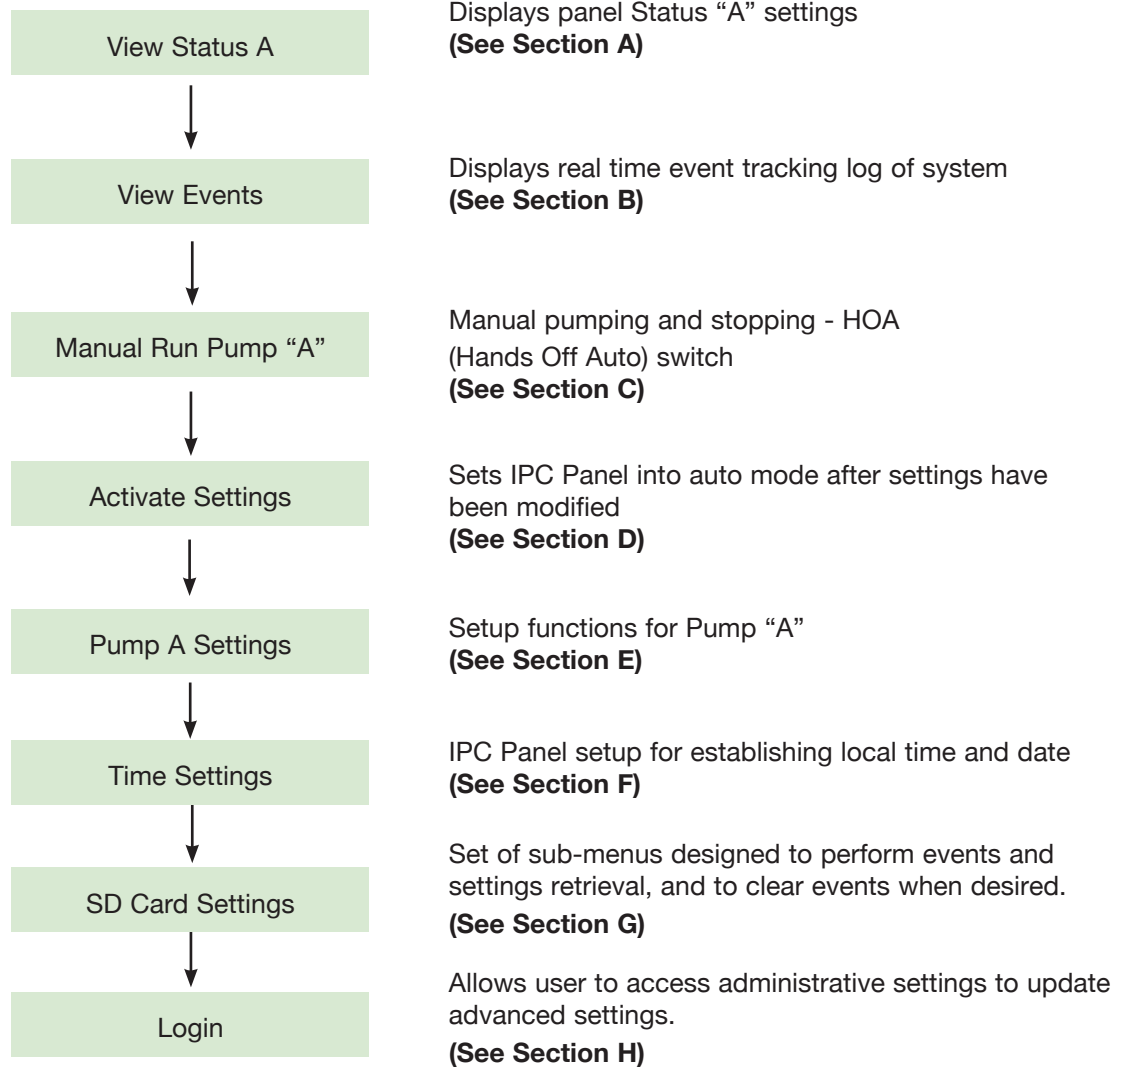 View Status A
Displays panel Status “A” settings
(See Section A)
View Events
Displays real time event tracking log of system
(See Section B)
Manual Run Pump “A”
Manual pumping and stopping - HOA
(Hands Off Auto) switch
(See Section C)
Activate Settings
Sets IPC Panel into auto mode after settings have
been modified
(See Section D)
Pump A Settings
Setup functions for Pump “A”
(See Section E)
Time Settings
IPC Panel setup for establishing local time and date
(See Section F)
SD Card Settings
Set of sub-menus designed to perform events and
settings retrieval, and to clear events when desired.
(See Section G)
Login
Allows user to access administrative settings to update
advanced settings.
(See Section H)